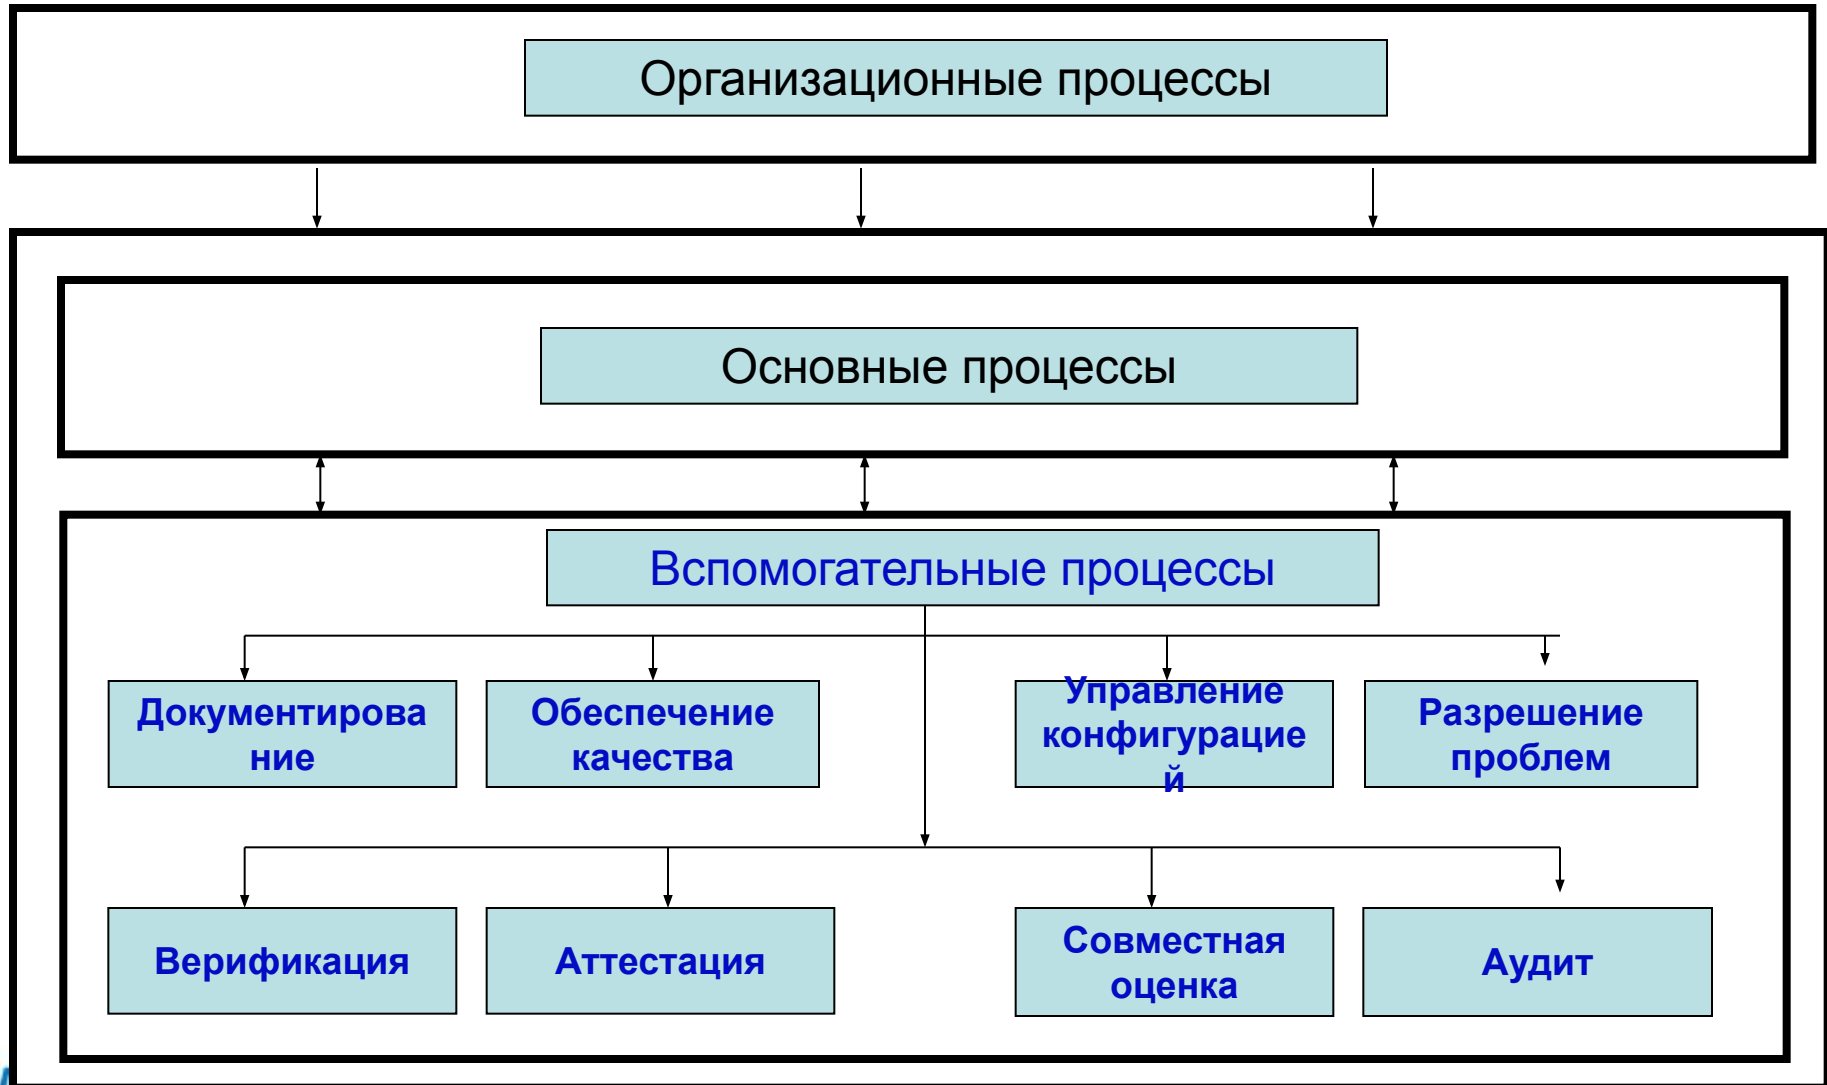 Организационные процессы
Основные процессы
Вспомогательные процессы
Документирова
ние
Обеспечение
качества
Управление
конфигурацие
й
Разрешение
проблем
Верификация
Аттестация
Совместная
оценка
Аудит